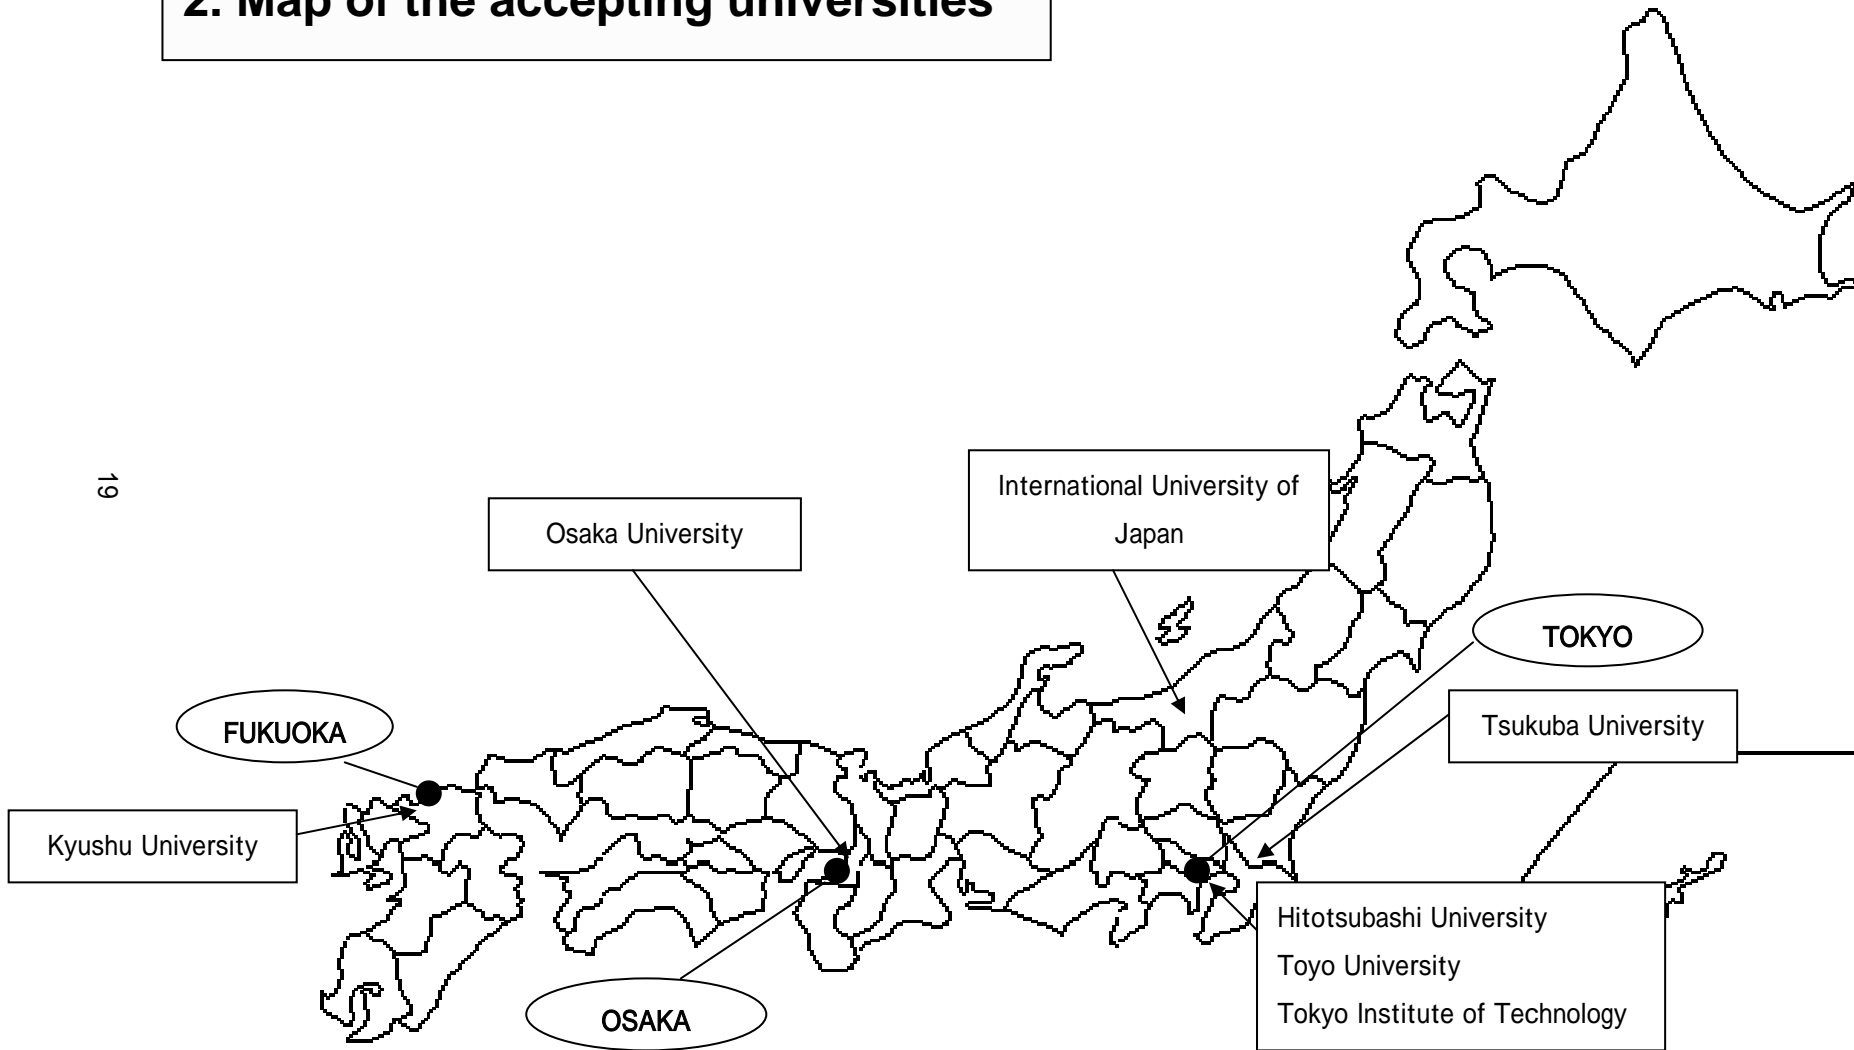 2. Map of the accepting universities
International University of
Japan
Osaka University
19
TOKYO
Tsukuba University
FUKUOKA
Kyushu University
Hitotsubashi University
Toyo University
Tokyo Institute of Technology
OSAKA